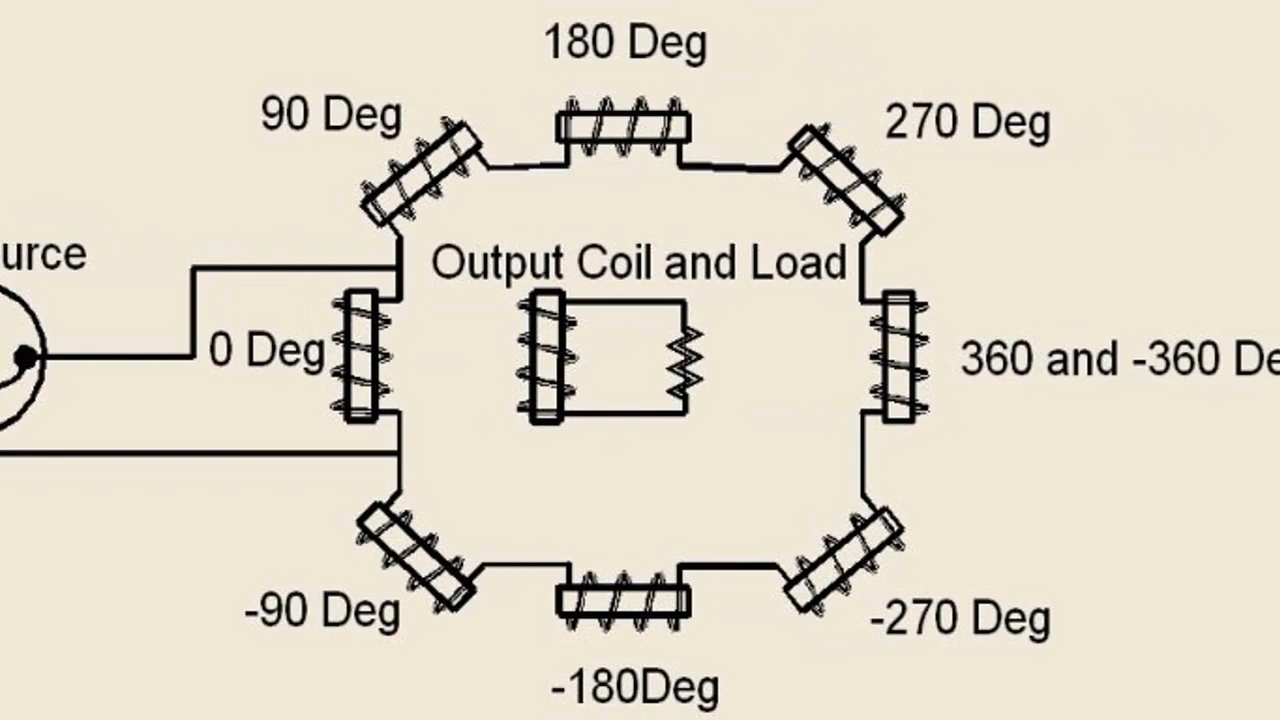 180 Deg
90 Deg
270 Deg
urce
Output Coil and Load
0 Deg
360 and -360 De
-90 Deg
-270 Deg
-180Deg